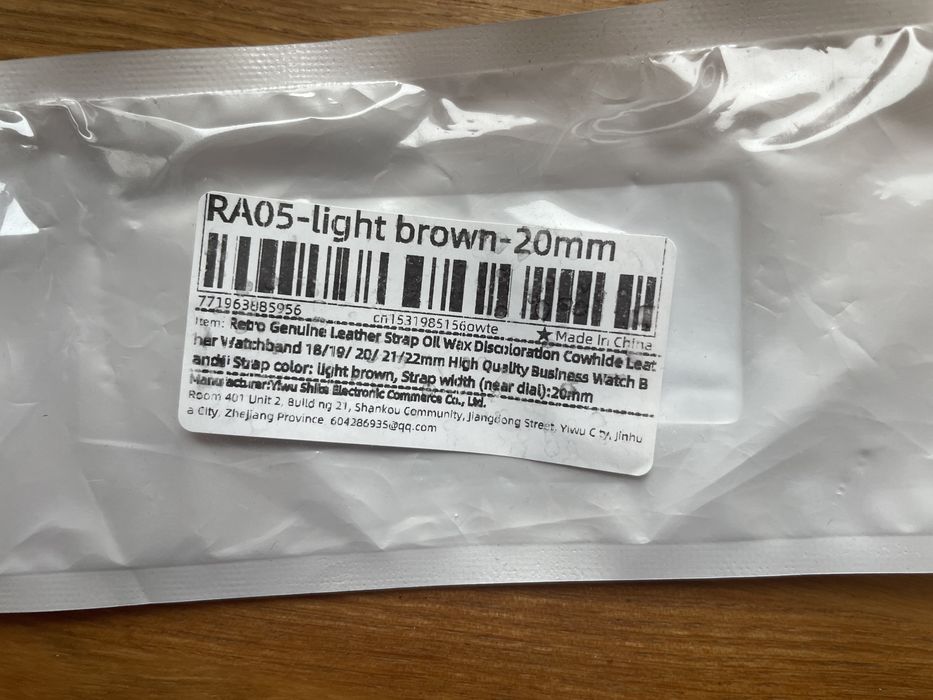 RA05-light brown-20mm
771963885956 cn1531985156owte ★ Made In China
Item: Retro Genuine Leather Strap Oil Wax Discoloration Cowhide Leat
her Watchband 18/19/ 20/ 21/22mm High Quality Business Watch B
andi Strap color: light brown, Strap width (near dial):20mm
Manufacturer:Yiwu Shiba Electronic Commerce Co., Ltd.
Room 401 Unit 2, Building 21, Shankou Community, Jiangdong Street, Yiwu City, Jinhu
a City, Zhejiang Province 604286935@qq.com